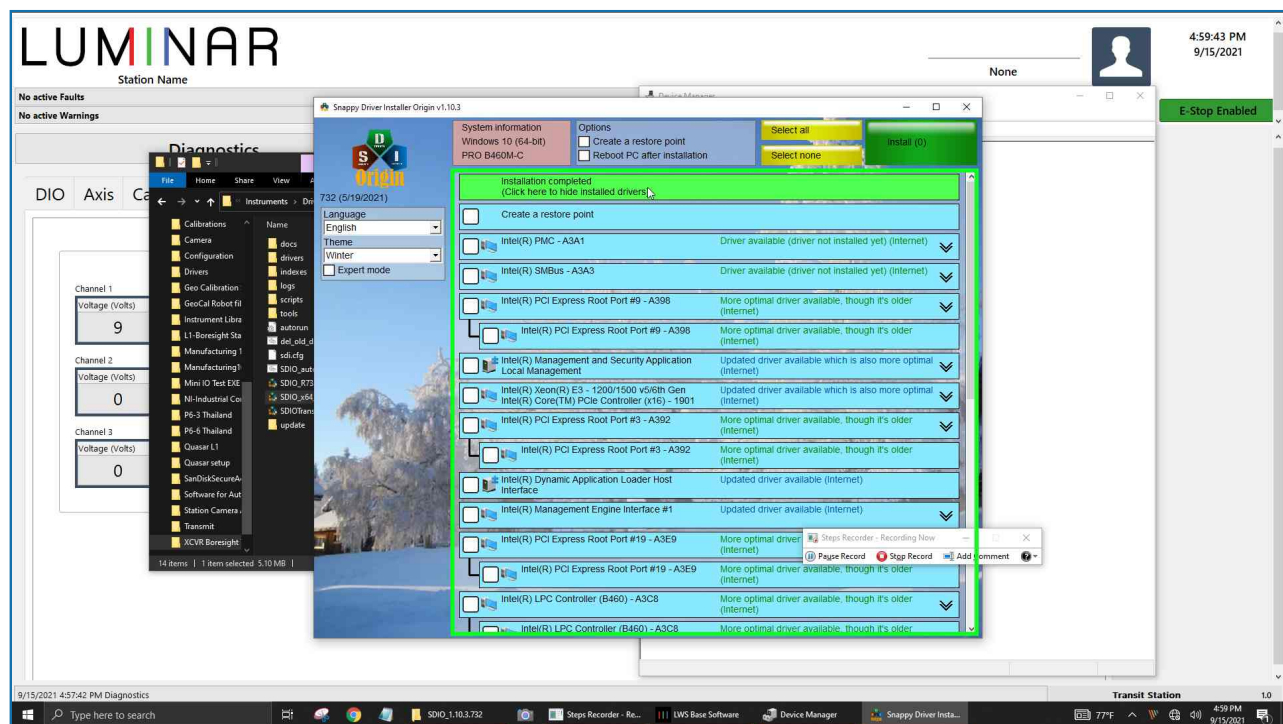 LUMINAR
Station Name
None
4:59:43 PM
9/15/2021
No active Faults
No active Warnings
E-Stop Enabled
Device Manager
Diagnostics
DIO Axis Ca
Channel 1
Voltage (Volts)
9
Channel 2
Voltage (Volts)
0
Channel 3
Voltage (Volts)
0
File Home Share View
Instruments
Calibrations
Camera
Configuration
Drivers
Geo Calibration
GeoCal Robot fil
Instrument Libra
L1-Boresight Sta
Manufacturing 1
Manufacturing1
Mini IO Test EXE
NI-Industrial Co
P6-3 Thailand
P6-6 Thailand
Quasar L1
Quasar setup
SanDiskSecureA
Software for Aut
Station Camera
Transmit
XCVR Boresight
Name
docs
drivers
indexes
logs
scripts
tools
autorun
del_old_d
sdi.cfg
SDIO_aut
SDIO_R73
SDIO_x64
SDIOTrans
update
14 items 1 item selected 5.10 MB
Snappy Driver Installer Origin v1.10.3
S D I
Origin
732 (5/19/2021)
Language
English
Theme
Winter
Expert mode
System information
Windows 10 (64-bit)
PRO B460M-C
Options
Create a restore point
Reboot PC after installation
Select all
Select none
Install (0)
Installation completed
(Click here to hide installed drivers)
Create a restore point
Intel(R) PMC - A3A1 Driver available (driver not installed yet) (Internet)
Intel(R) SMBus - A3A3 Driver available (driver not installed yet) (Internet)
Intel(R) PCI Express Root Port #9 - A398 More optimal driver available, though it's older
(Internet)
Intel(R) PCI Express Root Port #9 - A398 More optimal driver available, though it's older
(Internet)
Intel(R) Management and Security Application Updated driver available which is also more optimal
Local Management (Internet)
Intel(R) Xeon(R) E3 - 1200/1500 v5/6th Gen Updated driver available which is also more optimal
Intel(R) Core(TM) PCIe Controller (x16) - 1901 (Internet)
Intel(R) PCI Express Root Port #3 - A392 More optimal driver available, though it's older
(Internet)
Intel(R) PCI Express Root Port #3 - A392 More optimal driver available, though it's older
(Internet)
Intel(R) Dynamic Application Loader Host Updated driver available (Internet)
Interface
Intel(R) Management Engine Interface #1 Updated driver available (Internet)
Intel(R) PCI Express Root Port #19 - A3E9 More optimal driver
(Internet)
Intel(R) PCI Express Root Port #19 - A3E9 More optimal driver available, though it's older
(Internet)
Intel(R) LPC Controller (B460) - A3C8 More optimal driver available, though it's older
(Internet)
Intel(R) LPC Controller (B460) - A3C8 More optimal driver available, though it's older
Steps Recorder - Recording Now
Pause Record Stop Record Add Comment
9/15/2021 4:57:42 PM Diagnostics
Transit Station 1.0
Type here to search
SDIO_1.10.3.732
Steps Recorder - Re...
LWS Base Software
Device Manager
Snappy Driver Insta...
77°F
4:59 PM
9/15/2021